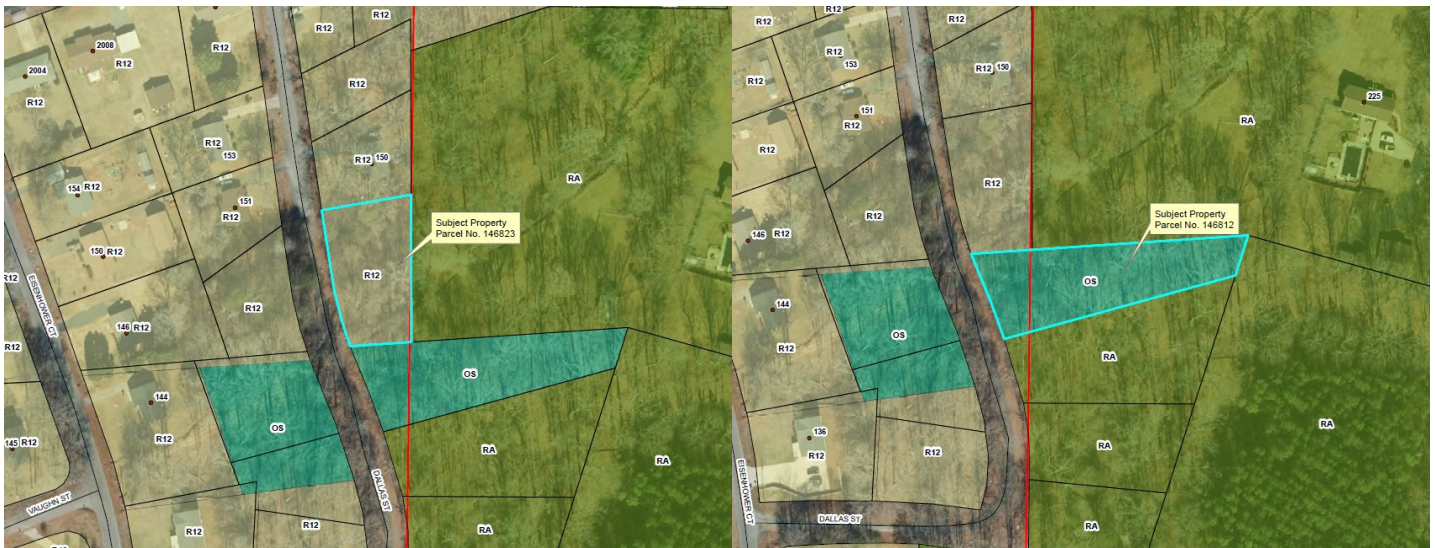 R12
R12
R12
2008
R12
R12
2004
R12
R12
153
R12
R12 150
RA
154 R12
151
R12
Subject Property
Parcel No. 146823
150 R12
R12
R12
R12
EISENHOWER CT
146 R12
R12
OS
144
R12
OS
145 R12
RA
RA
DALLAS ST
VAUGHN ST
R12
R12
RA
R12
R12
R12
R12
153
R12 150
225
151
R12
RA
R12
R12
R12
Subject Property
Parcel No. 146812
146
R12
OS
144
OS
R12
RA
RA
RA
136
R12
R12
EISENHOWER CT
DALLAS ST
RA